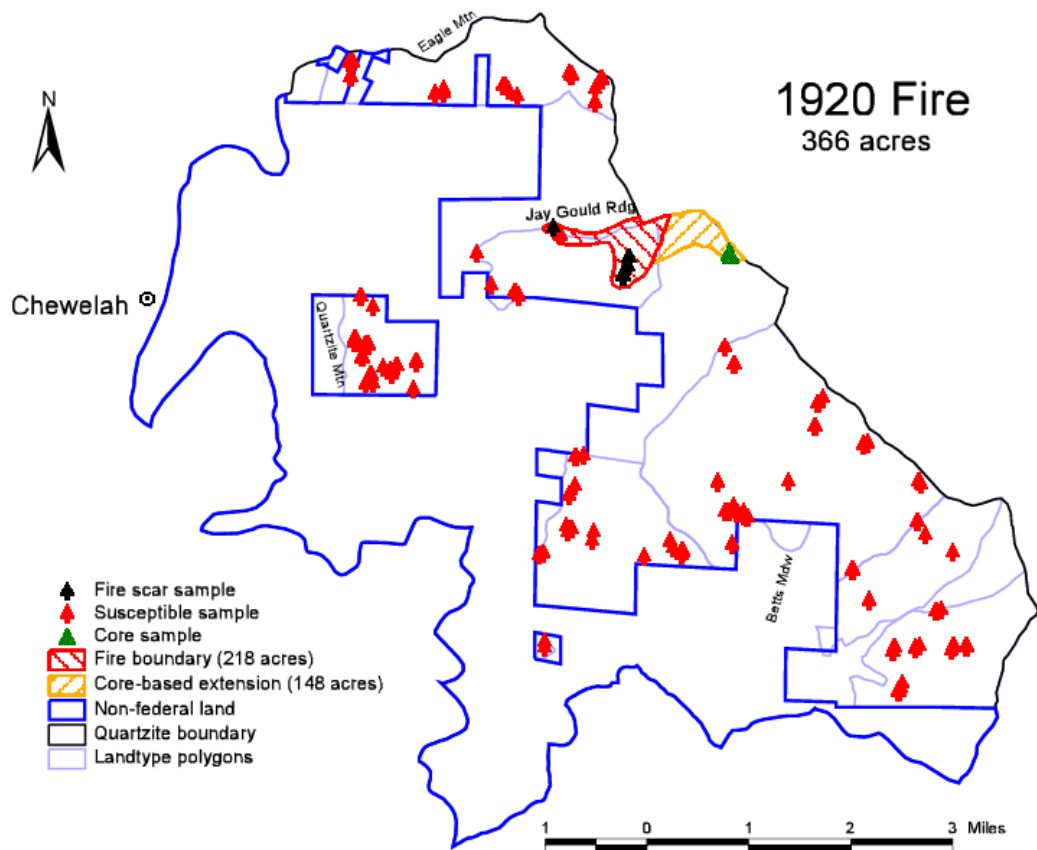 Eagle Mtn
1920 Fire
366 acres
N
Jay Gould Rdg
Chewelah
Quartzite Mtn
Betts Mdw
Fire scar sample
Susceptible sample
Core sample
Fire boundary (218 acres)
Core-based extension (148 acres)
Non-federal land
Quartzite boundary
Landtype polygons
1 0 1 2 3 Miles